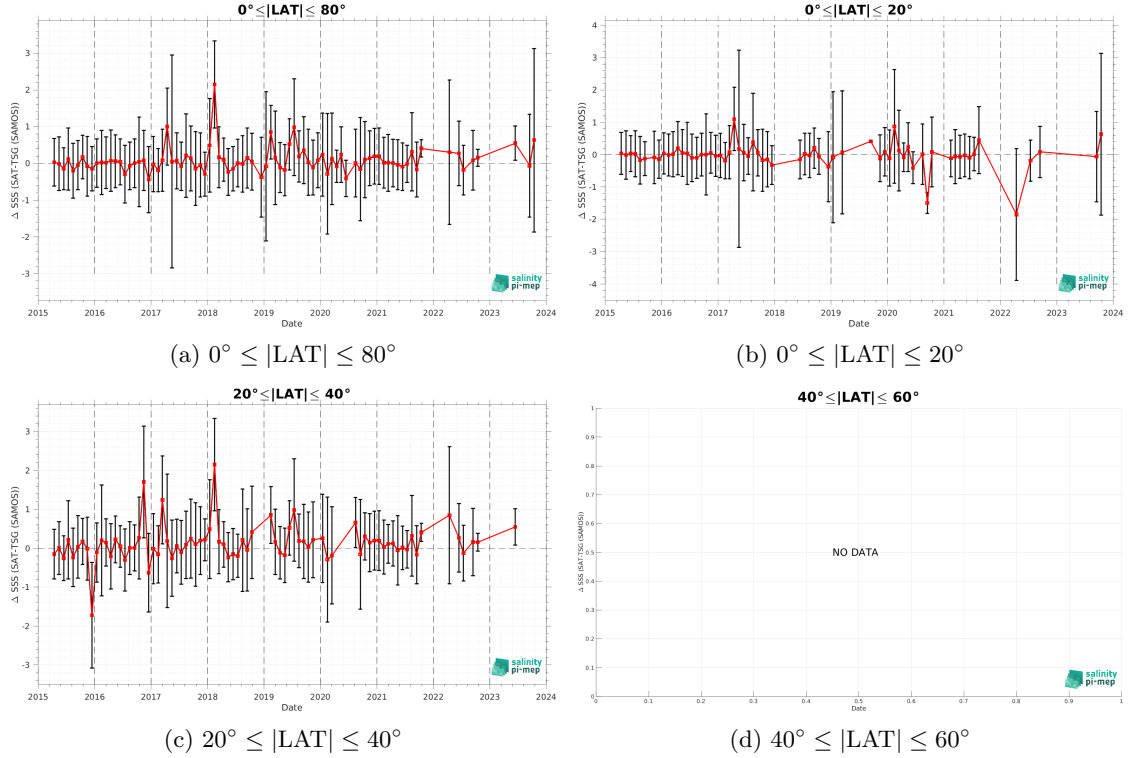 0°≤|LAT|≤ 80°
Δ SSS (SAT-TSG (SAMOS))
3
2
1
0
-1
-2
-3
2015 2016 2017 2018 2019 2020 2021 2022 2023 2024
Date
salinity
pi-mep
(a) 0° ≤ |LAT| ≤ 80°
0°≤|LAT|≤ 20°
Δ SSS (SAT-TSG (SAMOS))
4
3
2
1
0
-1
-2
-3
-4
2015 2016 2017 2018 2019 2020 2021 2022 2023 2024
Date
salinity
pi-mep
(b) 0° ≤ |LAT| ≤ 20°
20°≤|LAT|≤ 40°
Δ SSS (SAT-TSG (SAMOS))
3
2
1
0
-1
-2
-3
2015 2016 2017 2018 2019 2020 2021 2022 2023 2024
Date
salinity
pi-mep
(c) 20° ≤ |LAT| ≤ 40°
40°≤|LAT|≤ 60°
Δ SSS (SAT-TSG (SAMOS))
1
0.9
0.8
0.7
0.6
0.5
0.4
0.3
0.2
0.1
0
NO DATA
0 0.1 0.2 0.3 0.4 0.5 0.6 0.7 0.8 0.9 1
Date
salinity
pi-mep
(d) 40° ≤ |LAT| ≤ 60°